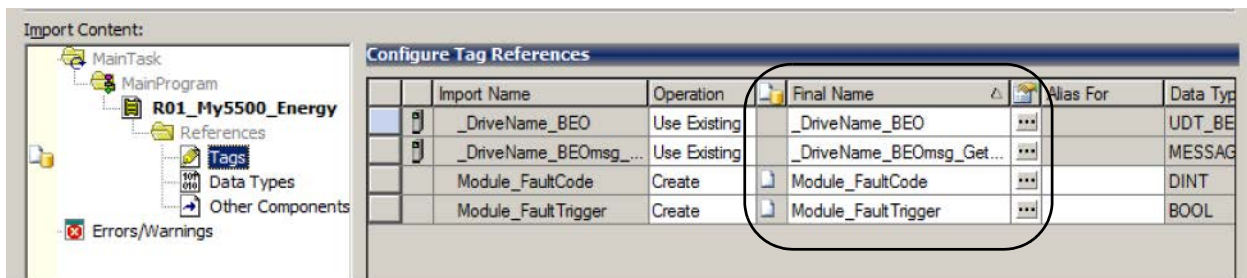 Import Content:
MainTask
MainProgram
R01_My5500_Energy
References
Tags
Data Types
Other Components
Errors/Warnings
Configure Tag References
Import Name Operation Final Name Alias For Data Typ
_DriveName_BEO Use Existing _DriveName_BEO ... UDT_BE
_DriveName_BEOmsg_... Use Existing _DriveName_BEOmsg_Get... ... MESSAG
Module_FaultCode Create Module_FaultCode ... DINT
Module_FaultTrigger Create Module_FaultTrigger ... BOOL